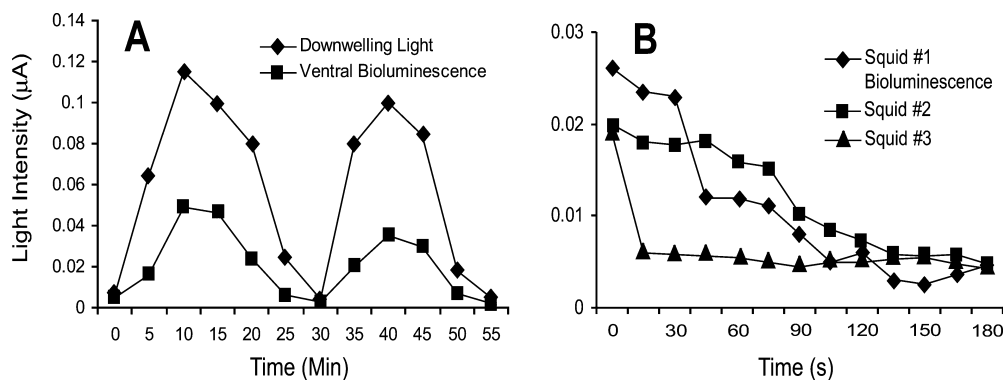 A
Downwelling Light
Ventral Bioluminescence
Light Intensity (μA)
0.14
0.12
0.1
0.08
0.06
0.04
0.02
0
0 5 10 15 20 25 30 35 40 45 50 55
Time (Min)
B
Squid #1
Bioluminescence
Squid #2
Squid #3
0.03
0.02
0.01
0
0 30 60 90 120 150 180
Time (s)